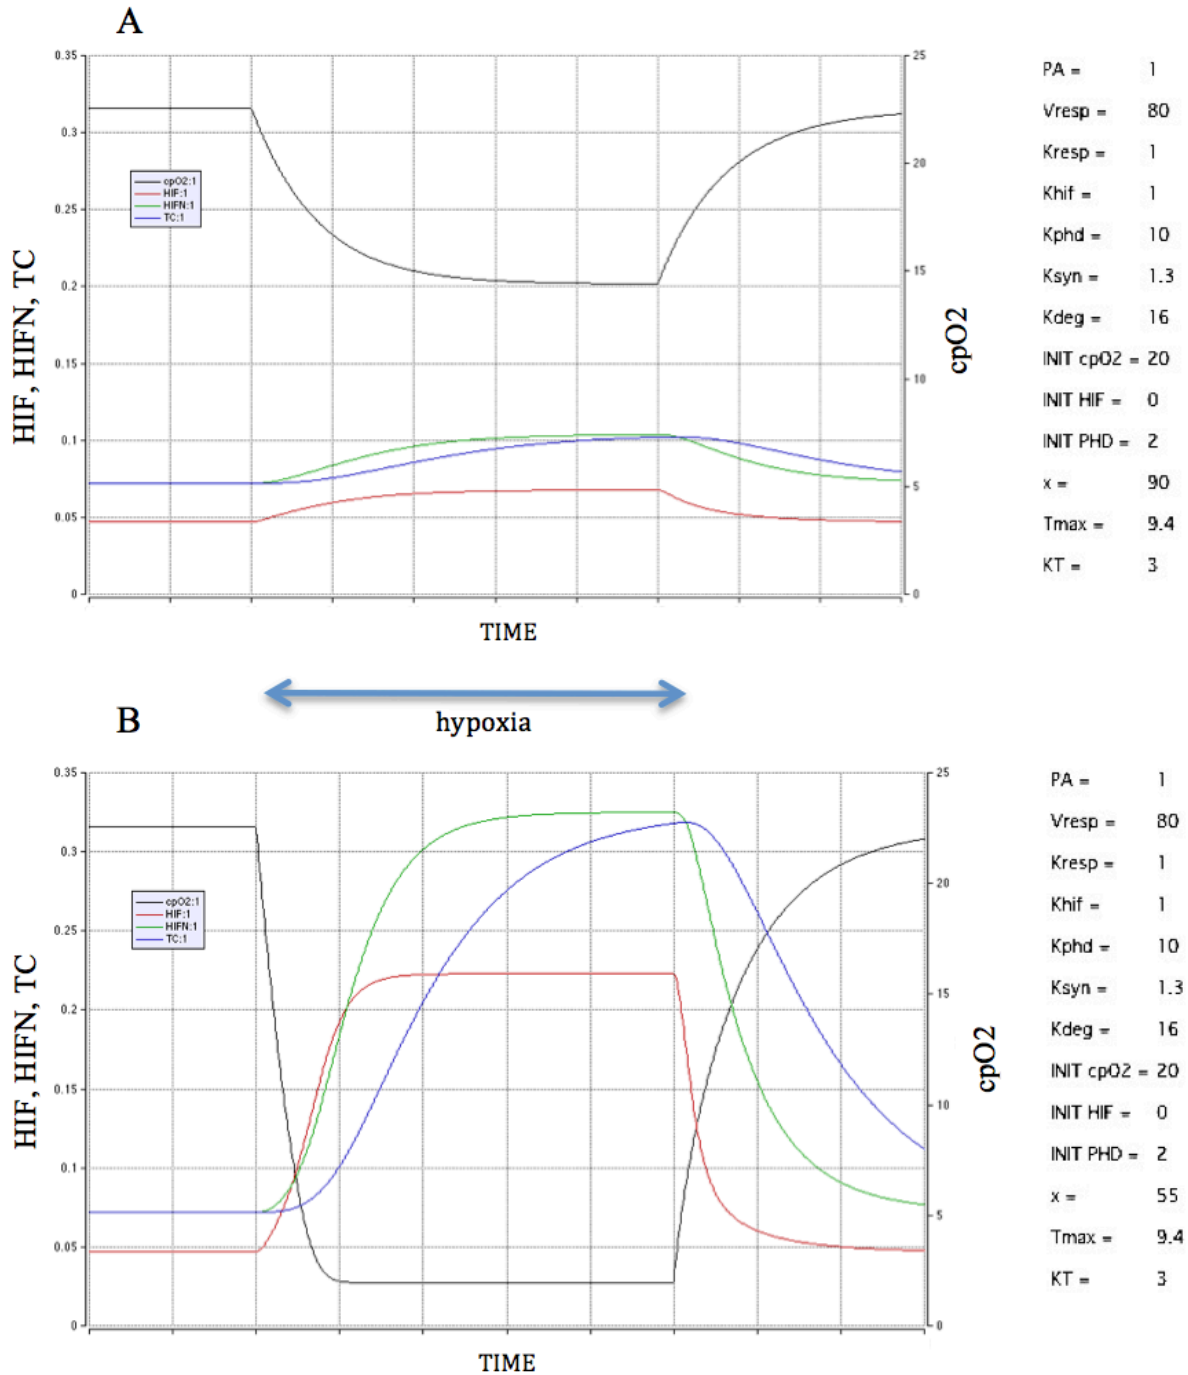 A
0.35
0.3
0.25
0.2
0.15
0.1
0.05
0
HIF, HIFN, TC
cpO2:1
HIF:1
HIFN:1
TC:1
25
20
15
10
5
0
cpO2
TIME
PA = 1
Vresp = 80
Kresp = 1
Khif = 1
Kphd = 10
Ksyn = 1.3
Kdeg = 16
INIT cpO2 = 20
INIT HIF = 0
INIT PHD = 2
x = 90
Tmax = 9.4
KT = 3
hypoxia
B
0.35
0.3
0.25
0.2
0.15
0.1
0.05
0
HIF, HIFN, TC
cpO2:1
HIF:1
HIFN:1
TC:1
25
20
15
10
5
0
cpO2
TIME
PA = 1
Vresp = 80
Kresp = 1
Khif = 1
Kphd = 10
Ksyn = 1.3
Kdeg = 16
INIT cpO2 = 20
INIT HIF = 0
INIT PHD = 2
x = 55
Tmax = 9.4
KT = 3